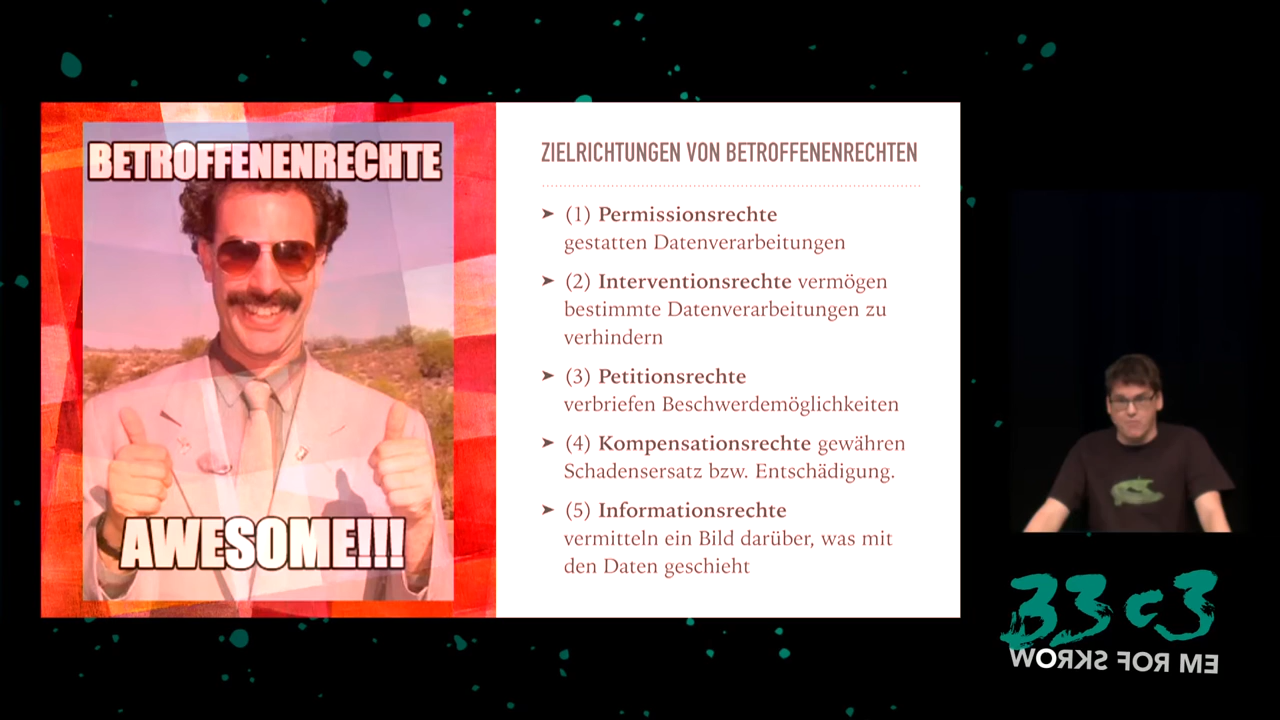 BETROFFENENRECHTE
AWESOME!!!
ZIELRICHTUNGEN VON BETROFFENENRECHTEN
➤ (1) Permissionsrechte
gestatten Datenverarbeitungen
➤ (2) Interventionsrechte vermögen
bestimmte Datenverarbeitungen zu
verhindern
➤ (3) Petitionsrechte
verbriefen Beschwerdemöglichkeiten
➤ (4) Kompensationsrechte gewähren
Schadensersatz bzw. Entschädigung.
➤ (5) Informationsrechte
vermitteln ein Bild darüber, was mit
den Daten geschieht
33c3
WORKS FOR ME